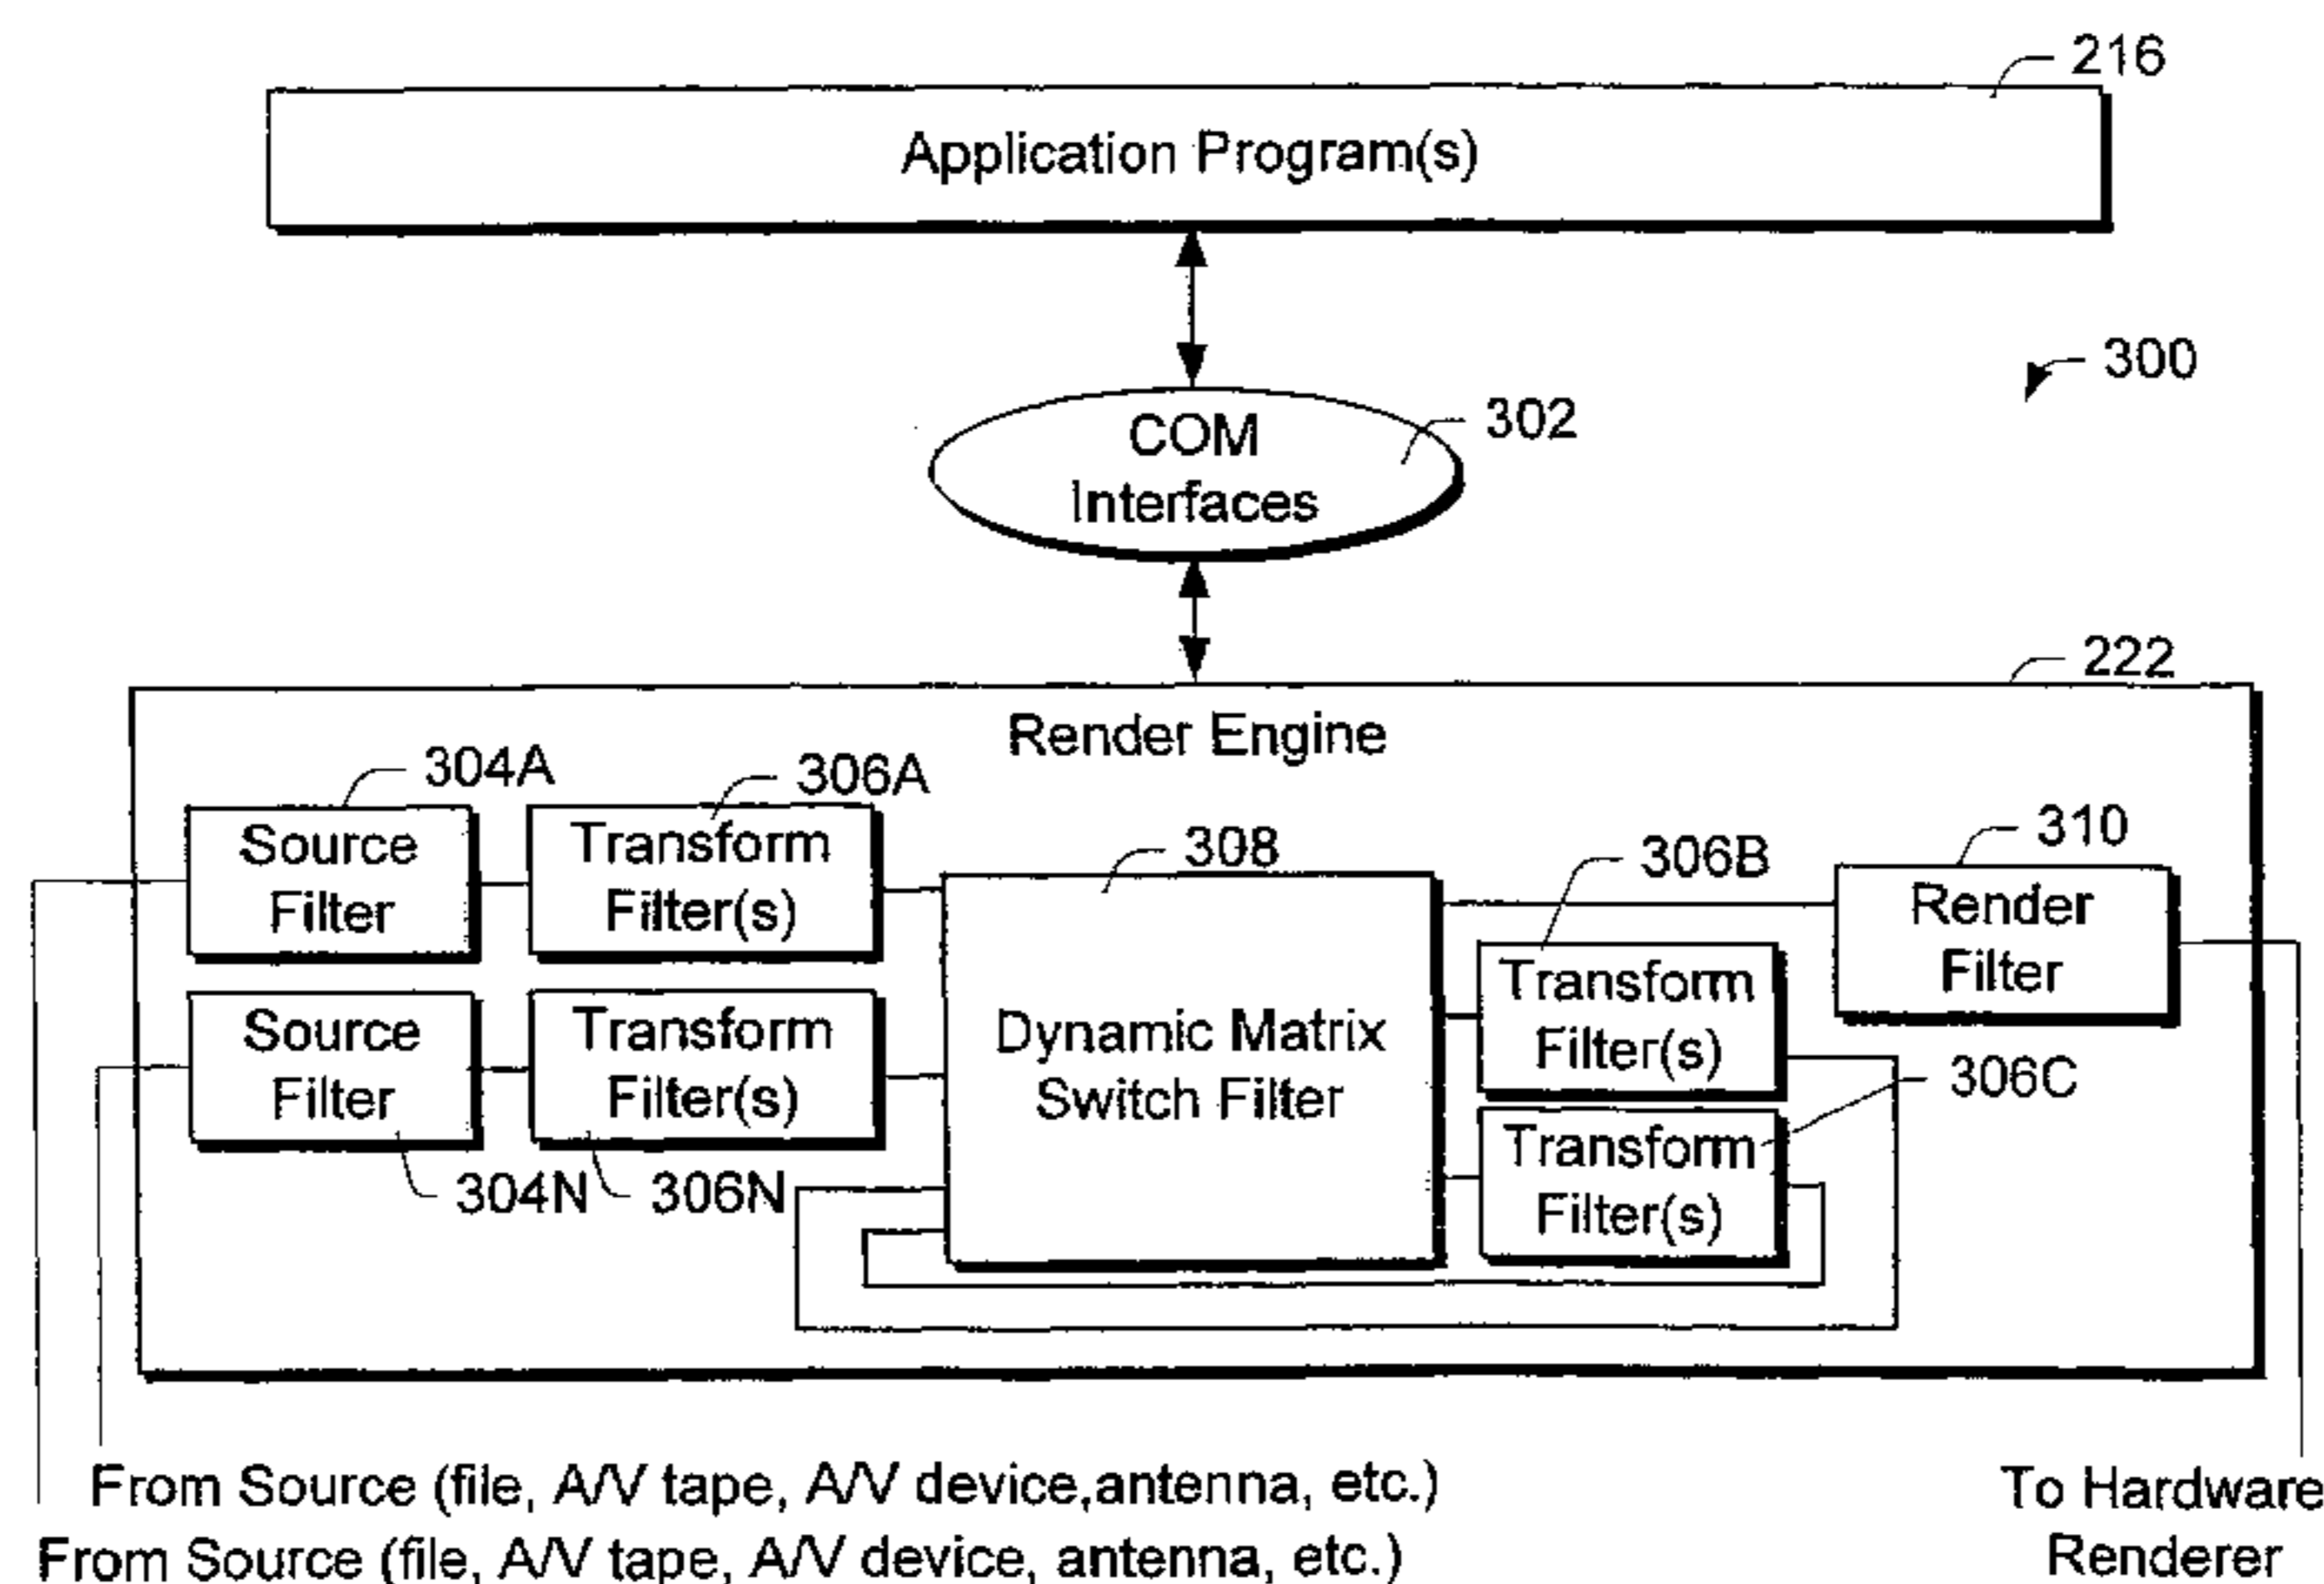 216
Application Program(s)
300
COM
Interfaces
302
222
Render Engine
304A
306A
Source
Filter
Transform
Filter(s)
308
306B
310
Render
Filter
Source
Filter
Transform
Filter(s)
Dynamic Matrix
Switch Filter
Transform
Filter(s)
306C
Transform
Filter(s)
304N
306N
From Source (file, A/V tape, A/V device,antenna, etc.)
From Source (file, A/V tape, A/V device, antenna, etc.)
To Hardware
Renderer